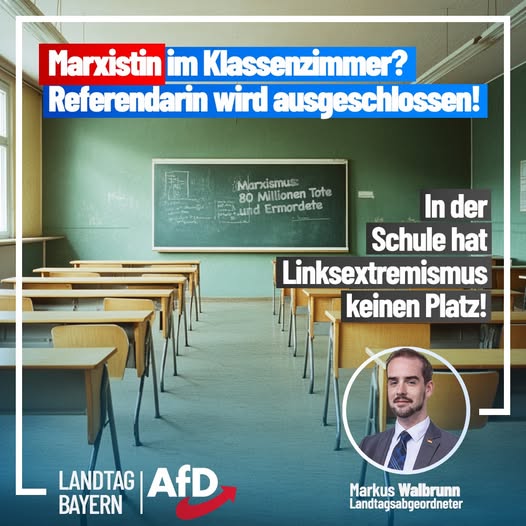 Marxistin im Klassenzimmer?
Referendarin wird ausgeschlossen!
Marxismus:
80 Millionen Tote
und Ermordete
In der
Schule hat
Linksextremismus
keinen Platz!
LANDTAG
BAYERN
AfD
Markus Walbrunn
Landtagsabgeordneter